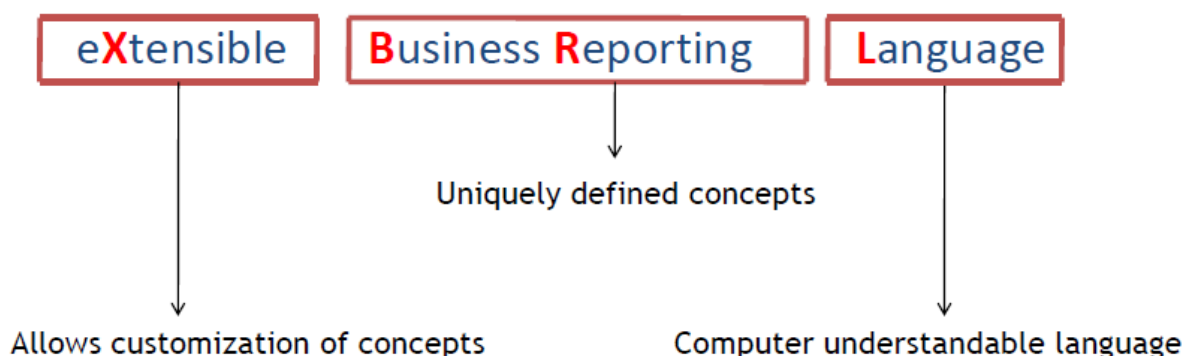 eXtensible Business Reporting Language
Uniquely defined concepts
Allows customization of concepts Computer understandable language